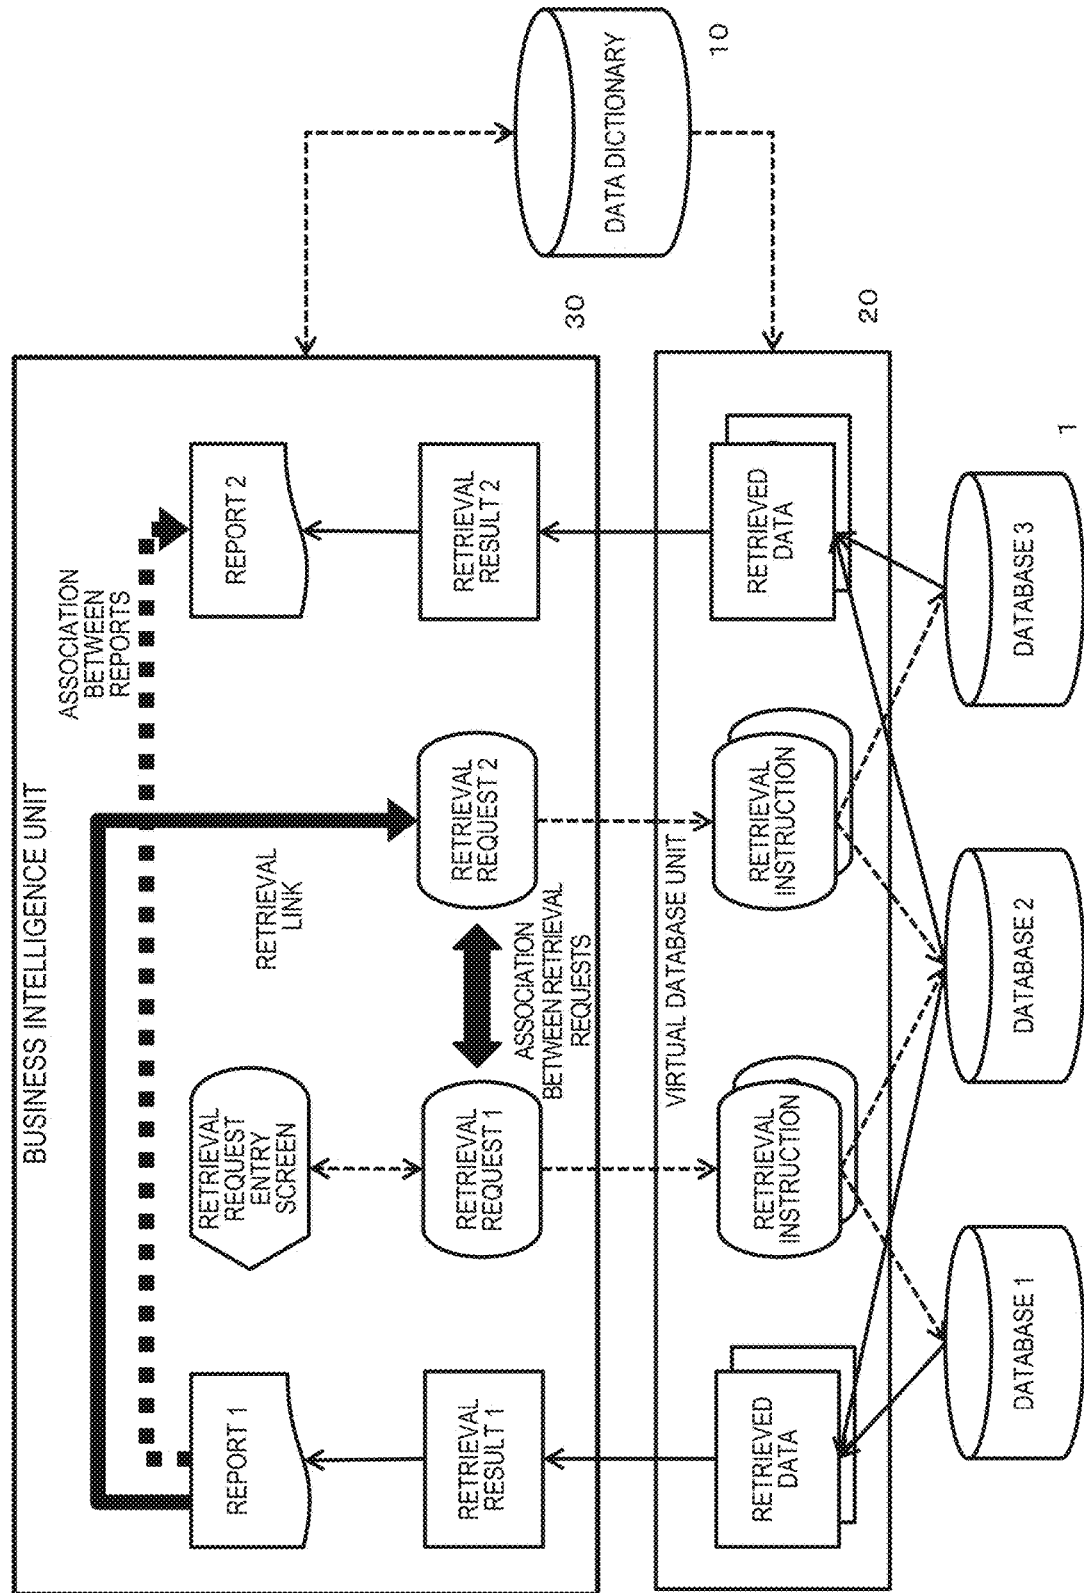 BUSINESS INTELLIGENCE UNIT
ASSOCIATION
BETWEEN
REPORTS
REPORT 1
RETRIEVAL
REQUEST
ENTRY
SCREEN
RETRIEVAL
LINK
REPORT 2
RETRIEVAL
RESULT 1
RETRIEVAL
REQUEST 1
ASSOCIATION
BETWEEN RETRIEVAL
REQUESTS
RETRIEVAL
REQUEST 2
RETRIEVAL
RESULT 2
30
DATA DICTIONARY
10
VIRTUAL DATABASE UNIT
RETRIEVED
DATA
RETRIEVAL
INSTRUCTION
RETRIEVAL
INSTRUCTION
RETRIEVED
DATA
20
DATABASE 1
DATABASE 2
DATABASE 3
1